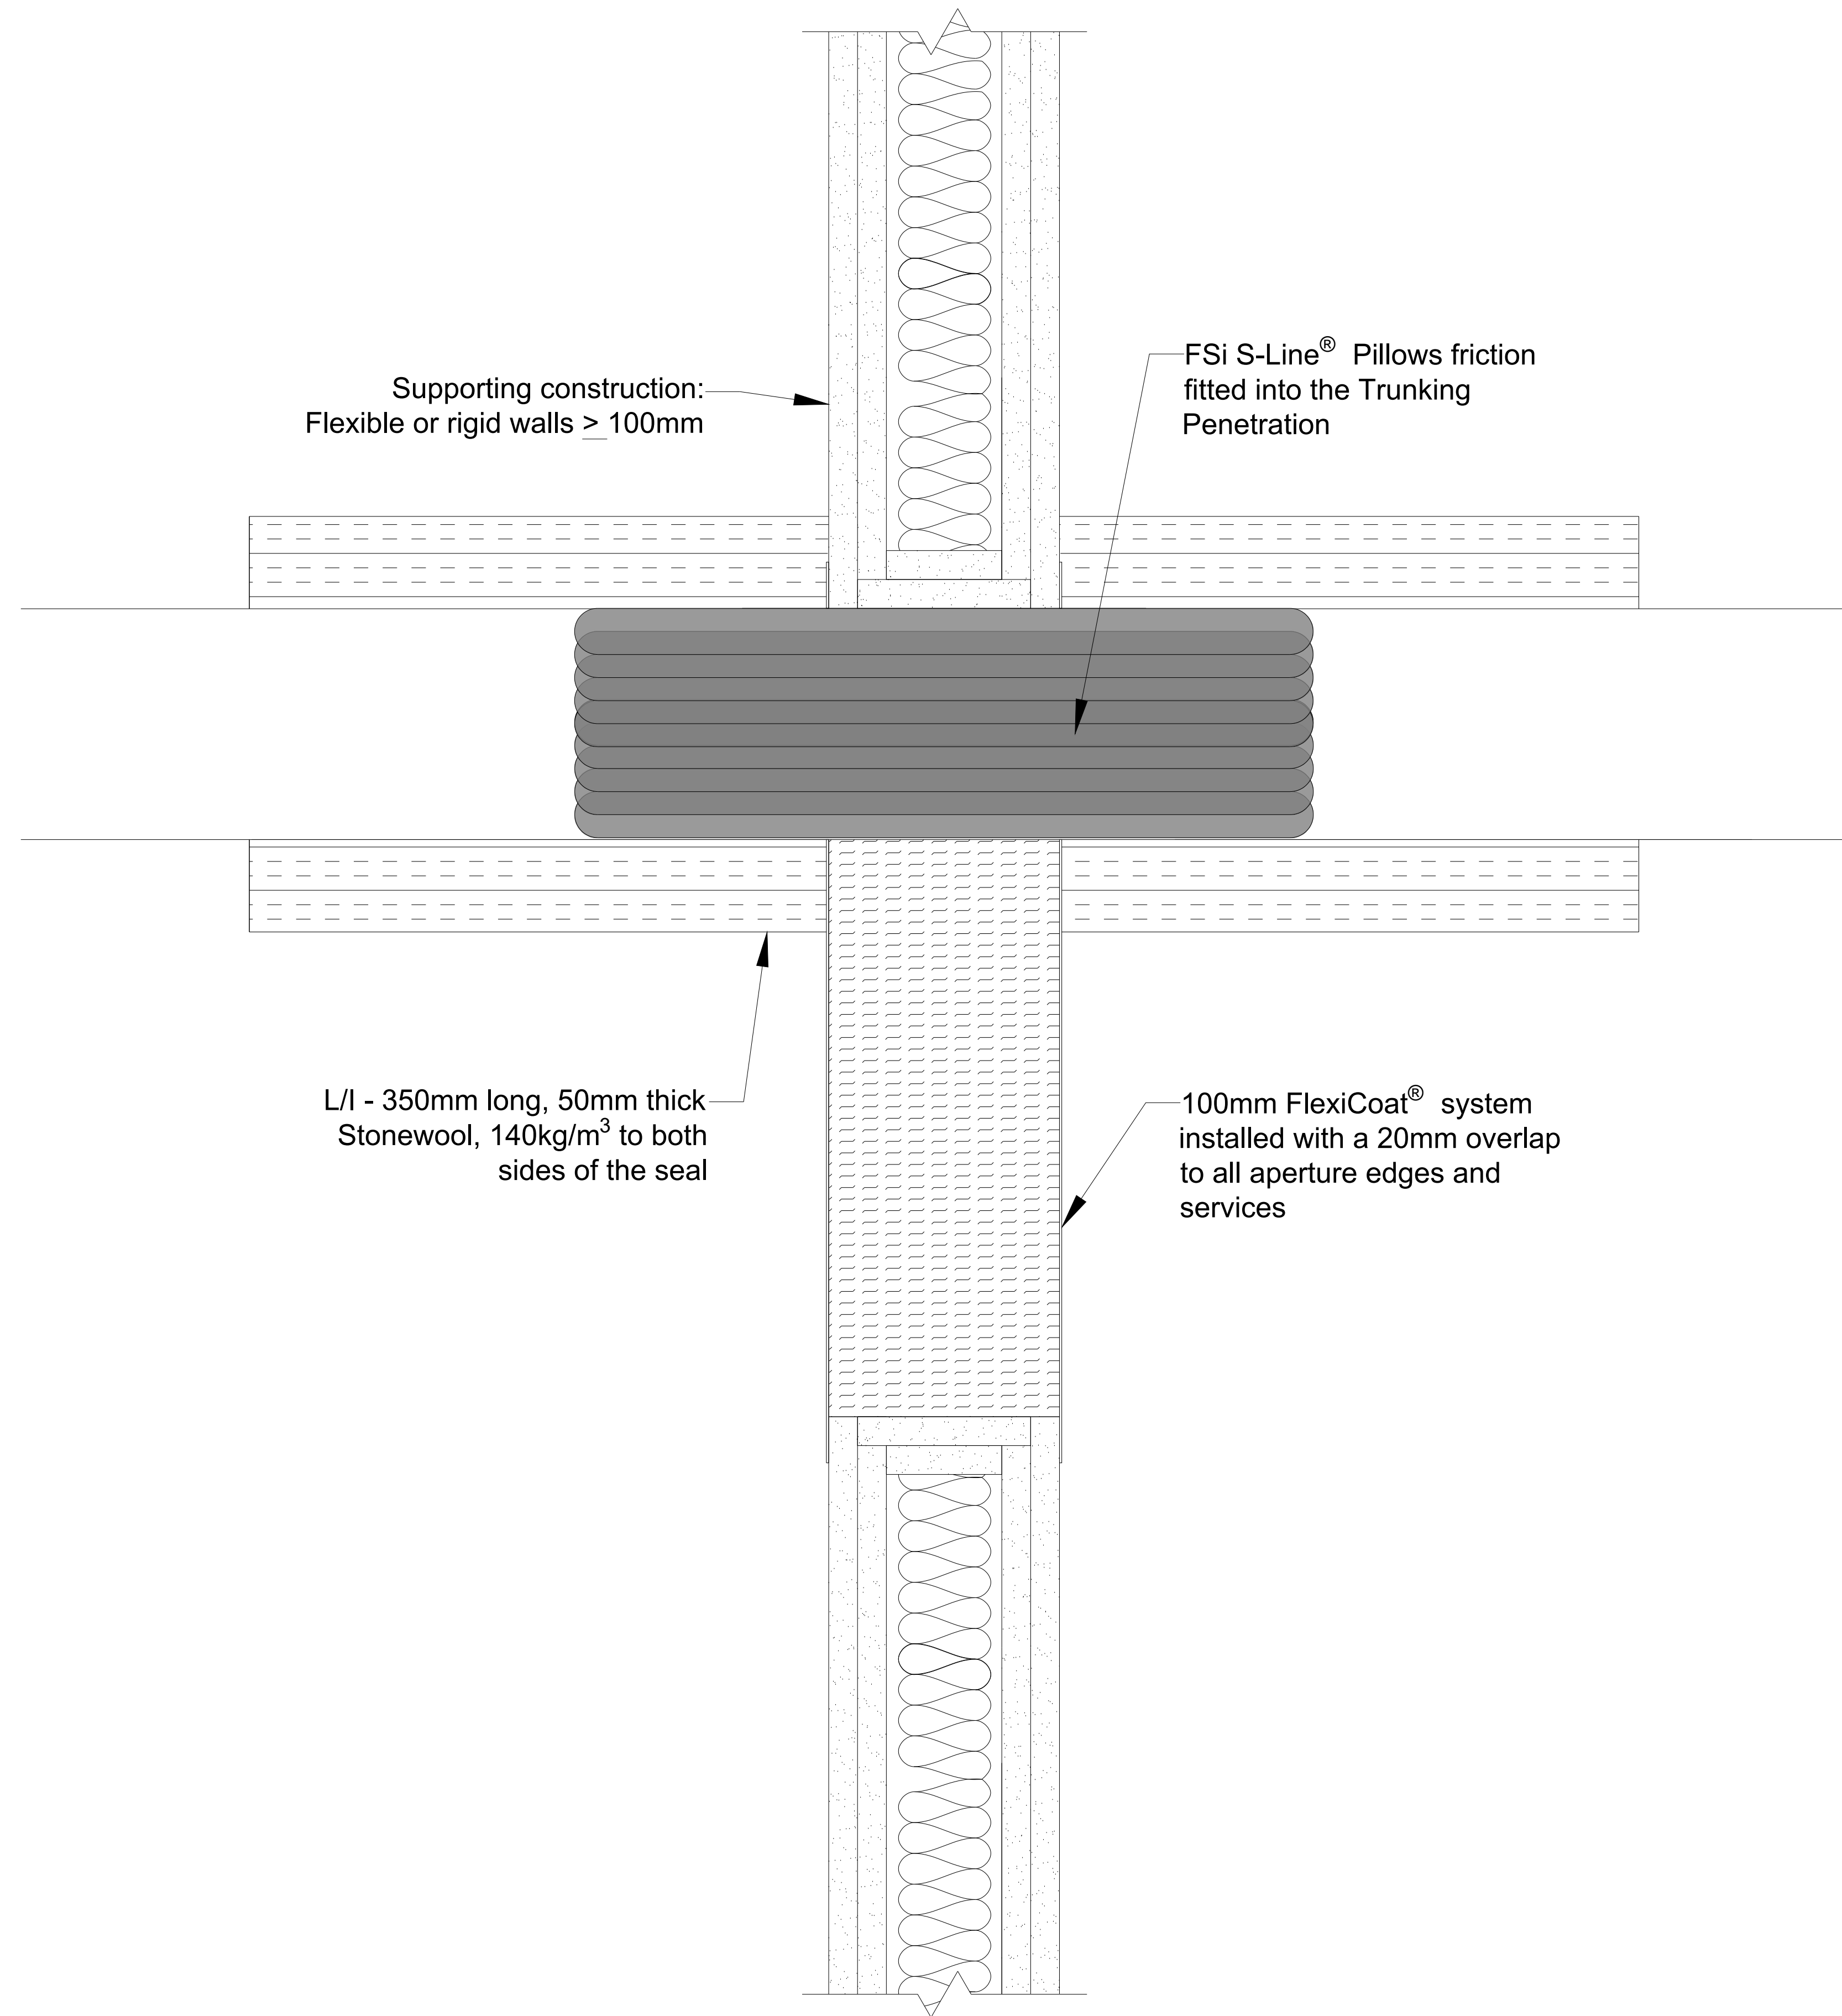 Supporting construction:
Flexible or rigid walls ≥ 100mm
FSi S-Line® Pillows friction
fitted into the Trunking
Penetration
L/I - 350mm long, 50mm thick
Stonewool, 140kg/m³ to both
sides of the seal
100mm FlexiCoat® system
installed with a 20mm overlap
to all aperture edges and
services